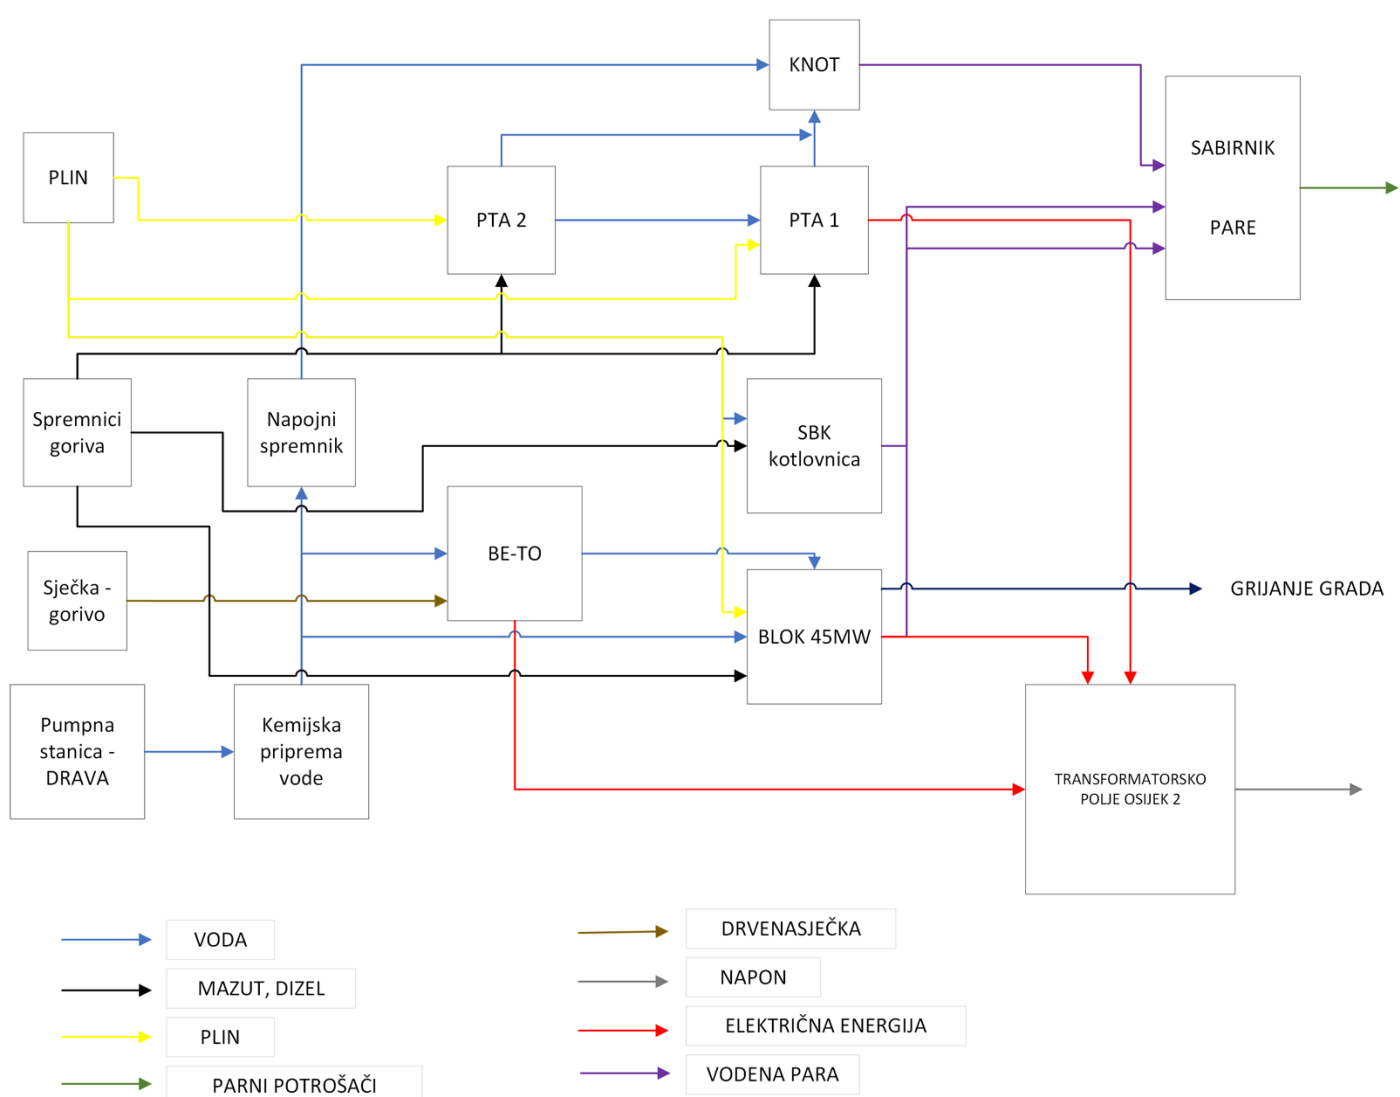 KNOT
SABIRNIK
PARE
PLIN
PTA 2
PTA 1
Spremnici
goriva
Napojni
spremnik
SBK
kotlovnica
BE-TO
Sječka -
gorivo
GRIJANJE GRADA
BLOK 45MW
Pumpna
stanica -
DRAVA
Kemijska
priprema
vode
TRANSFORMATORSKO
POLJE OSIJEK 2
VODA
MAZUT, DIZEL
PLIN
PARNI POTROŠAČI
DRVENASJEČKA
NAPON
ELEKTRIČNA ENERGIJA
VODENA PARA